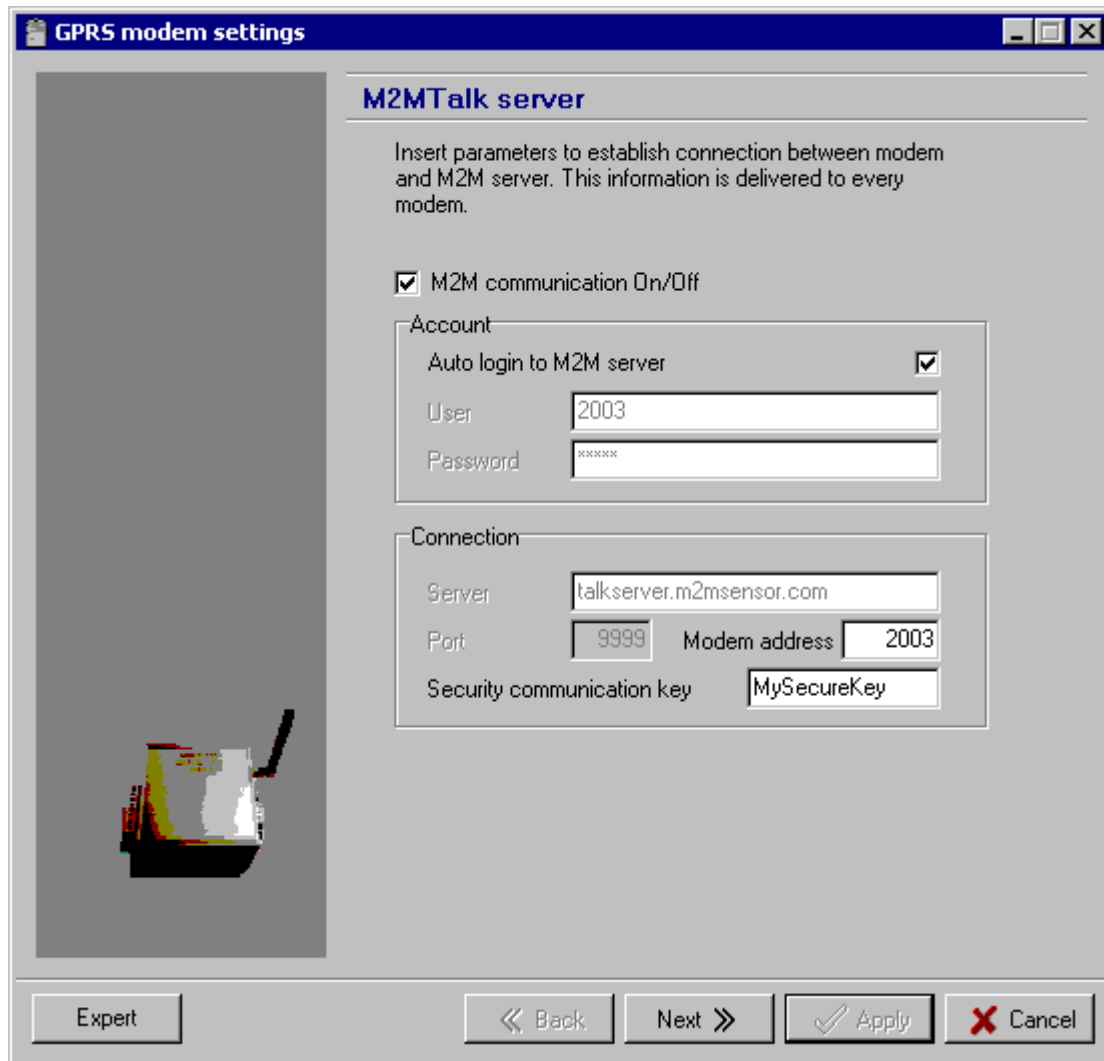 GPRS modem settings
M2MTalk server
Insert parameters to establish connection between modem
and M2M server. This information is delivered to every
modem.
M2M communication On/Off
Account
Auto login to M2M server
User 2003
Password xxxxx
Connection
Server talkserver.m2msensor.com
Port 9999 Modem address 2003
Security communication key MySecureKey
Expert Back Next Apply Cancel